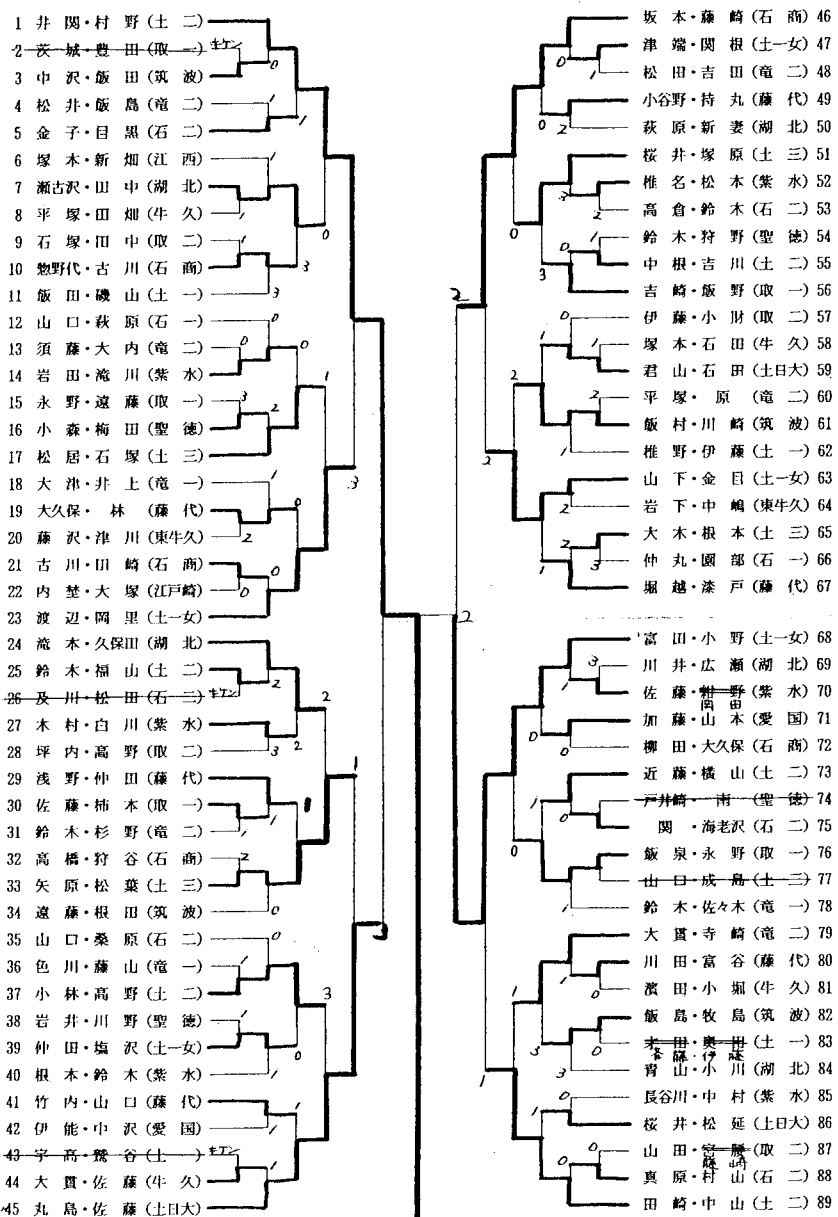 1 井関・村野(土二)
2 茨城・豊田(取一) キケン
3 中沢・飯田(筑波)
4 松井・飯島(竜二)
5 金子・目黒(石二)
6 塚本・新畑(江西)
7 瀬古沢・田中(湖北)
8 平塚・田畑(牛久)
9 石塚・田中(取二)
10 惣野代・古川(石商)
11 飯田・磯山(土一)
12 山口・萩原(石一)
13 須藤・大内(竜二)
14 岩田・滝川(紫水)
15 永野・遠藤(取一)
16 小森・梅田(聖徳)
17 松居・石塚(土三)
18 大津・井上(竜一)
19 大久保・林(藤代)
20 藤沢・津川(東牛久)
21 古川・田崎(石商)
22 内埜・大塚(江戸崎)
23 渡辺・岡里(土一女)
24 滝本・久保田(湖北)
25 鈴木・福山(土二)
26 及川・松田(石二) キケン
27 木村・白川(紫水)
28 坪内・高野(取二)
29 浅野・仲田(藤代)
30 佐藤・柿本(取一)
31 鈴木・杉野(竜二)
32 高橋・狩谷(石商)
33 矢原・松葉(土三)
34 遠藤・根田(筑波)
35 山口・桑原(石二)
36 色川・藤山(竜一)
37 小林・高野(土二)
38 岩井・川野(聖徳)
39 仲田・塩沢(土一女)
40 根本・鈴木(紫水)
41 竹内・山口(藤代)
42 伊能・中沢(愛国)
43 宇高・鷲谷(土一) キケン
44 大貫・佐藤(牛久)
45 丸島・佐藤(土日大)
坂本・藤崎(石商) 46
津端・関根(土一女) 47
松田・吉田(竜二) 48
小谷野・持丸(藤代) 49
萩原・新妻(湖北) 50
桜井・塚原(土三) 51
椎名・松本(紫水) 52
高倉・鈴木(石二) 53
鈴木・狩野(聖徳) 54
中根・吉川(土二) 55
吉崎・飯野(取一) 56
伊藤・小財(取二) 57
塚本・石田(牛久) 58
君山・石田(土日大) 59
平塚・原(竜二) 60
飯村・川崎(筑波) 61
椎野・伊藤(土一) 62
山下・金目(土一女) 63
岩下・中嶋(東牛久) 64
大木・根本(土三) 65
仲丸・園部(石一) 66
堀越・漆戸(藤代) 67
富田・小野(土一女) 68
川井・広瀬(湖北) 69
佐藤・紺野(紫水) 70
岡田
加藤・山本(愛国) 71
柳田・大久保(石商) 72
近藤・横山(土二) 73
戸井崎・南(聖徳) 74
関・海老沢(石二) 75
飯泉・永野(取一) 76
山口・成島(土三) 77
鈴木・佐々木(竜一) 78
大貫・寺崎(竜二) 79
川田・富谷(藤代) 80
濱田・小堀(牛久) 81
飯島・牧島(筑波) 82
・奥田(土一) 83
斉藤・伊藤
青山・小川(湖北) 84
長谷川・中村(紫水) 85
桜井・松延(土日大) 86
山田・宮腰(取二) 87
篠崎
真原・村山(石二) 88
田崎・中山(土二) 89